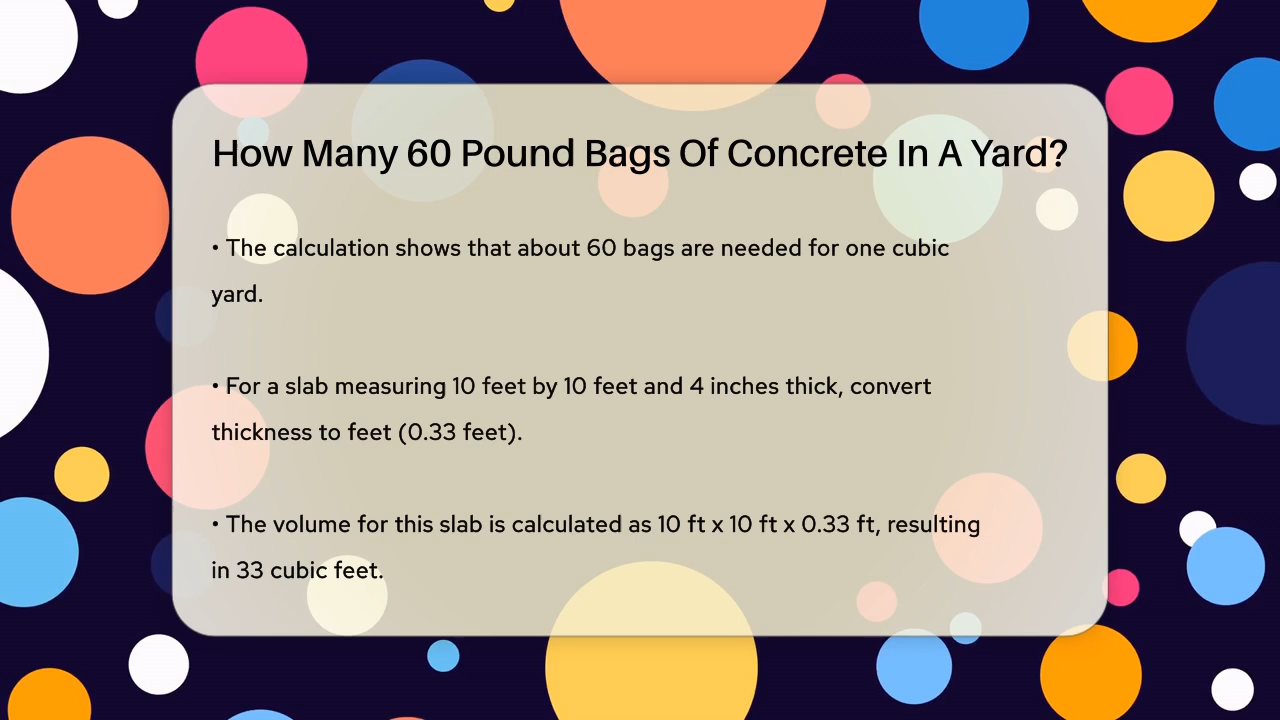 How Many 60 Pound Bags Of Concrete In A Yard?
• The calculation shows that about 60 bags are needed for one cubic
yard.
• For a slab measuring 10 feet by 10 feet and 4 inches thick, convert
thickness to feet (0.33 feet).
• The volume for this slab is calculated as 10 ft x 10 ft x 0.33 ft, resulting
in 33 cubic feet.